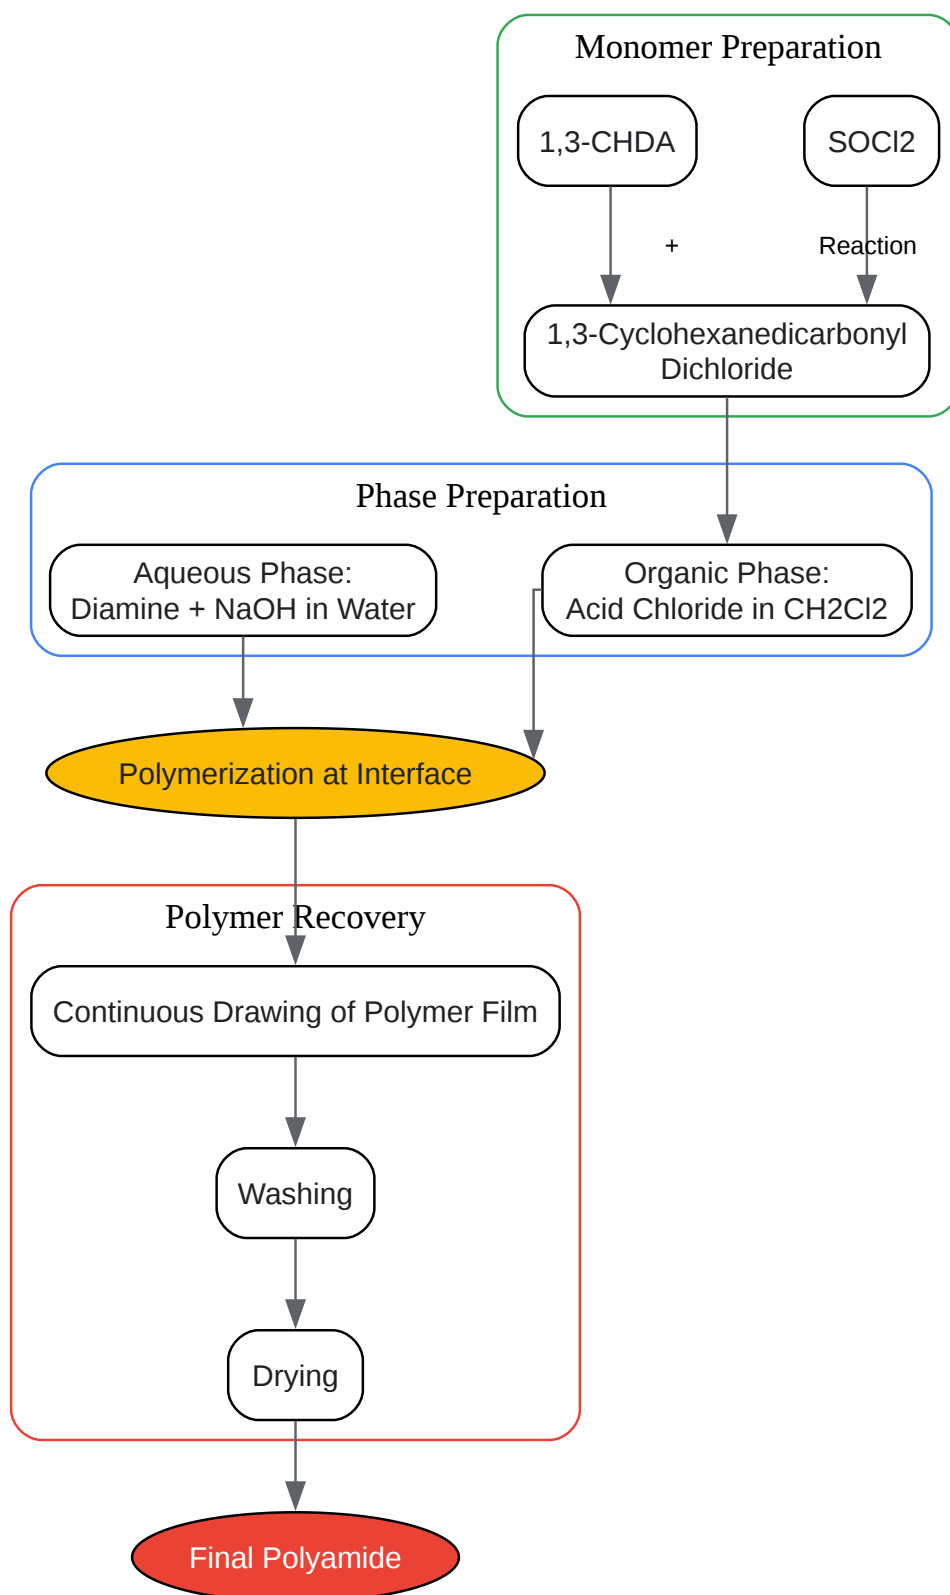 Monomer Preparation
1,3-CHDA
SOCl2
+
Reaction
1,3-Cyclohexanedicarbonyl
Dichloride
Phase Preparation
Aqueous Phase:
Diamine + NaOH in Water
Organic Phase:
Acid Chloride in CH2Cl2
Polymerization at Interface
Polymer Recovery
Continuous Drawing of Polymer Film
Washing
Drying
Final Polyamide